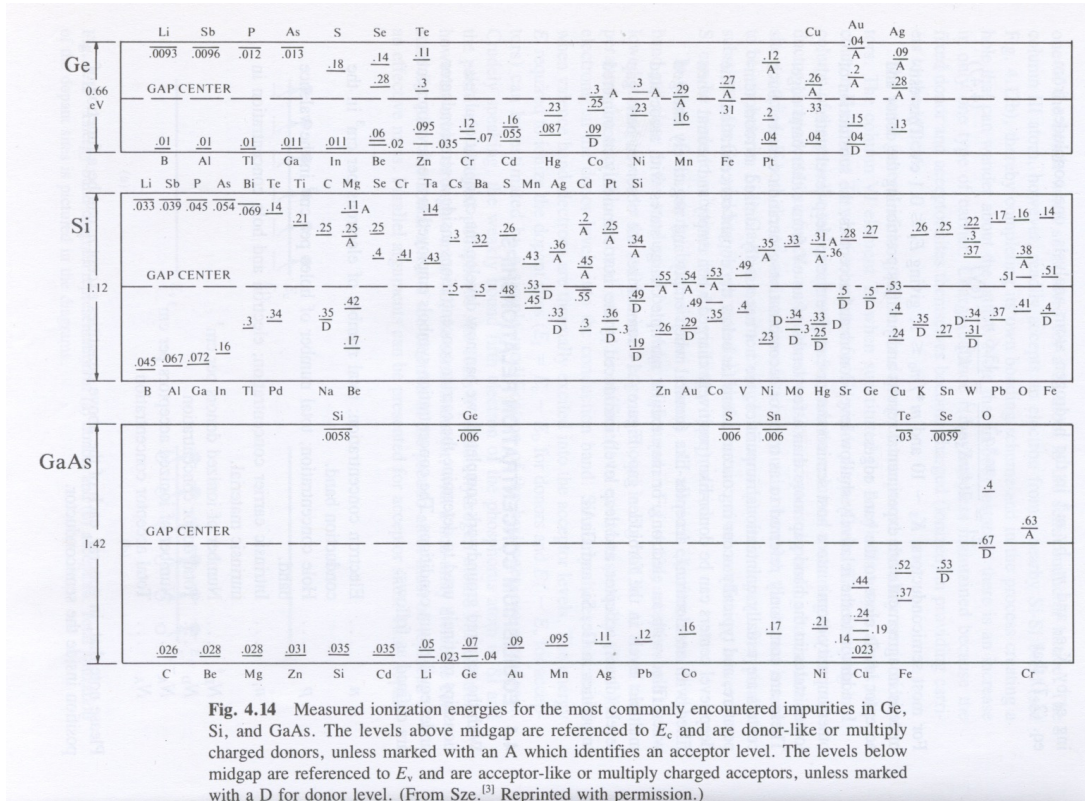 Li Sb P As S Se Te Cu Au Ag
Ge
.0093 .0096 .012 .013 .18 .14 .11 .12 .04 .09
A A
.28 .3 .26 .2 .28
A A A
0.66
eV
GAP CENTER
.3 .3 .29 .27
A A A A
.23 .25 .23 .16 .31 .33
.01 .01 .01 .011 .011 .06 .02 .095 .035 .12 .07 .16 .055 .087 .09 .2 .04 .04 .15 .04 .13
D D
B Al Tl Ga In Be Zn Cr Cd Hg Co Ni Mn Fe Pt
Li Sb P As Bi Te Ti C Mg Se Cr Ta Cs Ba S Mn Ag Cd Pt Si
Si
.033 .039 .045 .054 .069 .14 .21 .25 .11 A .25 .14 .2 .25 .28 .27 .26 .25 .22 .17 .16 .14
.25 .3 .32 .26 .36 .34 .35 .33 .31 .36 .3 .37 .38
.4 .41 .43 .43 .45 .49 .51 .51
GAP CENTER
1.12
.5 .5 .48 .53 D .45 .55 .49 .55 .54 .53 .5 .5 .53
.42 .33 .36 .3 .49 .35 .4 .34 .3 .33 .4 .35 .34 .37 .41 .4
.045 .067 .072 .16 .3 .34 .35 .17 .3 .19 .26 .29 .23 .25 .24 .27 .31
B Al Ga In Tl Pd Na Be Zn Au Co V Ni Mo Hg Sr Ge Cu K Sn W Pb O Fe
Si Ge S Sn Te Se O
.0058 .006 .006 .006 .03 .0059
GaAs
.4
GAP CENTER
.63
A
.67
D
1.42
.52 .53
D
.44 .37
.24
.026 .028 .028 .031 .035 .035 .05 .023 .07 .04 .09 .095 .11 .12 .16 .17 .21 .14 .19 .023
C Be Mg Zn Si Cd Li Ge Au Mn Ag Pb Co Ni Cu Fe Cr
Fig. 4.14 Measured ionization energies for the most commonly encountered impurities in Ge,
Si, and GaAs. The levels above midgap are referenced to E_c and are donor-like or multiply
charged donors, unless marked with an A which identifies an acceptor level. The levels below
midgap are referenced to E_v and are acceptor-like or multiply charged acceptors, unless marked
with a D for donor level. (From Sze.[3] Reprinted with permission.)